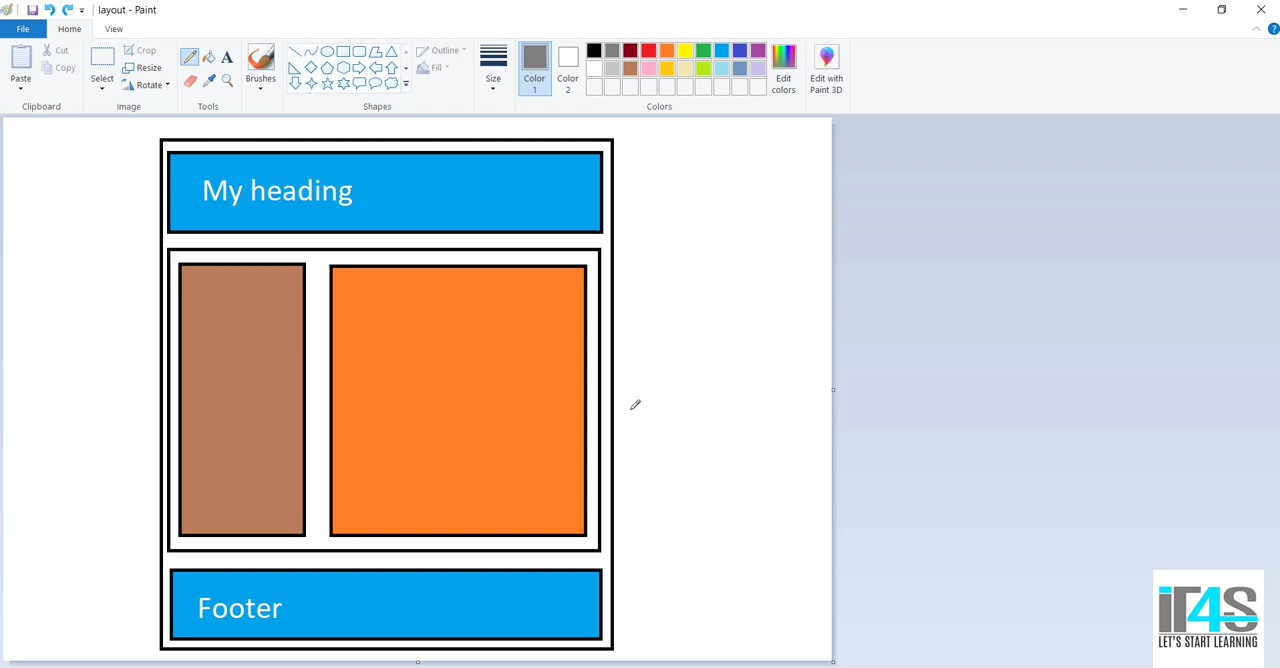 layout - Paint
File
Home
View
Paste
Cut
Copy
Clipboard
Select
Crop
Resize
Rotate
Image
Tools
Brushes
Shapes
Outline
Fill
Size
Color
1
Color
2
Edit
colors
Edit with
Paint 3D
Colors
My heading
Footer
iT4S
LET'S START LEARNING